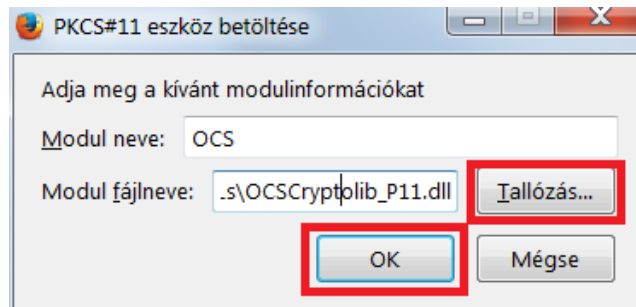 PKCS#11 eszköz betöltése
Adja meg a kívánt modulinformációkat
Modul neve: OCS
Modul fájlneve: .s\OCSCryptolib_P11.dll Tallózás...
OK Mégse